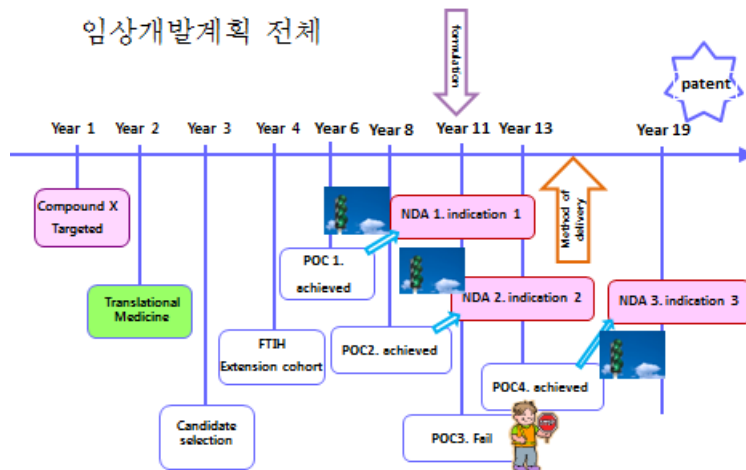 임상개발계획 전체
formulation
patent
Year 1
Year 2
Year 3
Year 4
Year 6
Year 8
Year 11
Year 13
Year 19
Compound X
Targeted
NDA 1. indication 1
Method of
delivery
POC 1.
achieved
Translational
Medicine
NDA 2. indication 2
NDA 3. indication 3
FTIH
Extension cohort
POC2. achieved
POC4. achieved
Candidate
selection
POC3. Fail
STOP